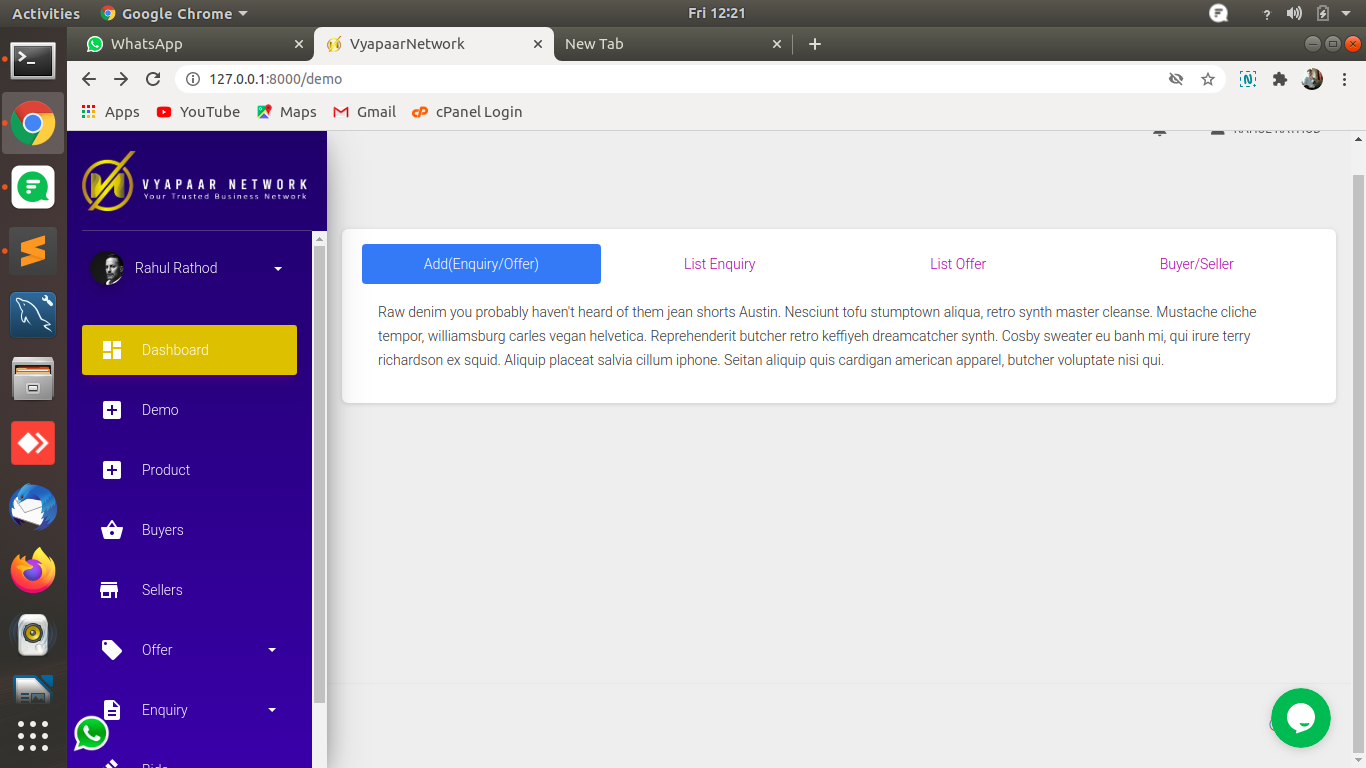 Activities
Google Chrome
Fri 12:21
?
WhatsApp
VyapaarNetwork
New Tab
127.0.0.1:8000/demo
Apps
YouTube
Maps
Gmail
cPanel Login
VYAPAAR NETWORK
Your Trusted Business Network
Rahul Rathod
Dashboard
Demo
Product
Buyers
Sellers
Offer
Enquiry
RAHUL RATHOD
Add(Enquiry/Offer)
List Enquiry
List Offer
Buyer/Seller
Raw denim you probably haven't heard of them jean shorts Austin. Nesciunt tofu stumptown aliqua, retro synth master cleanse. Mustache cliche
tempor, williamsburg carles vegan helvetica. Reprehenderit butcher retro keffiyeh dreamcatcher synth. Cosby sweater eu banh mi, qui irure terry
richardson ex squid. Aliquip placeat salvia cillum iphone. Seitan aliquip quis cardigan american apparel, butcher voluptate nisi qui.